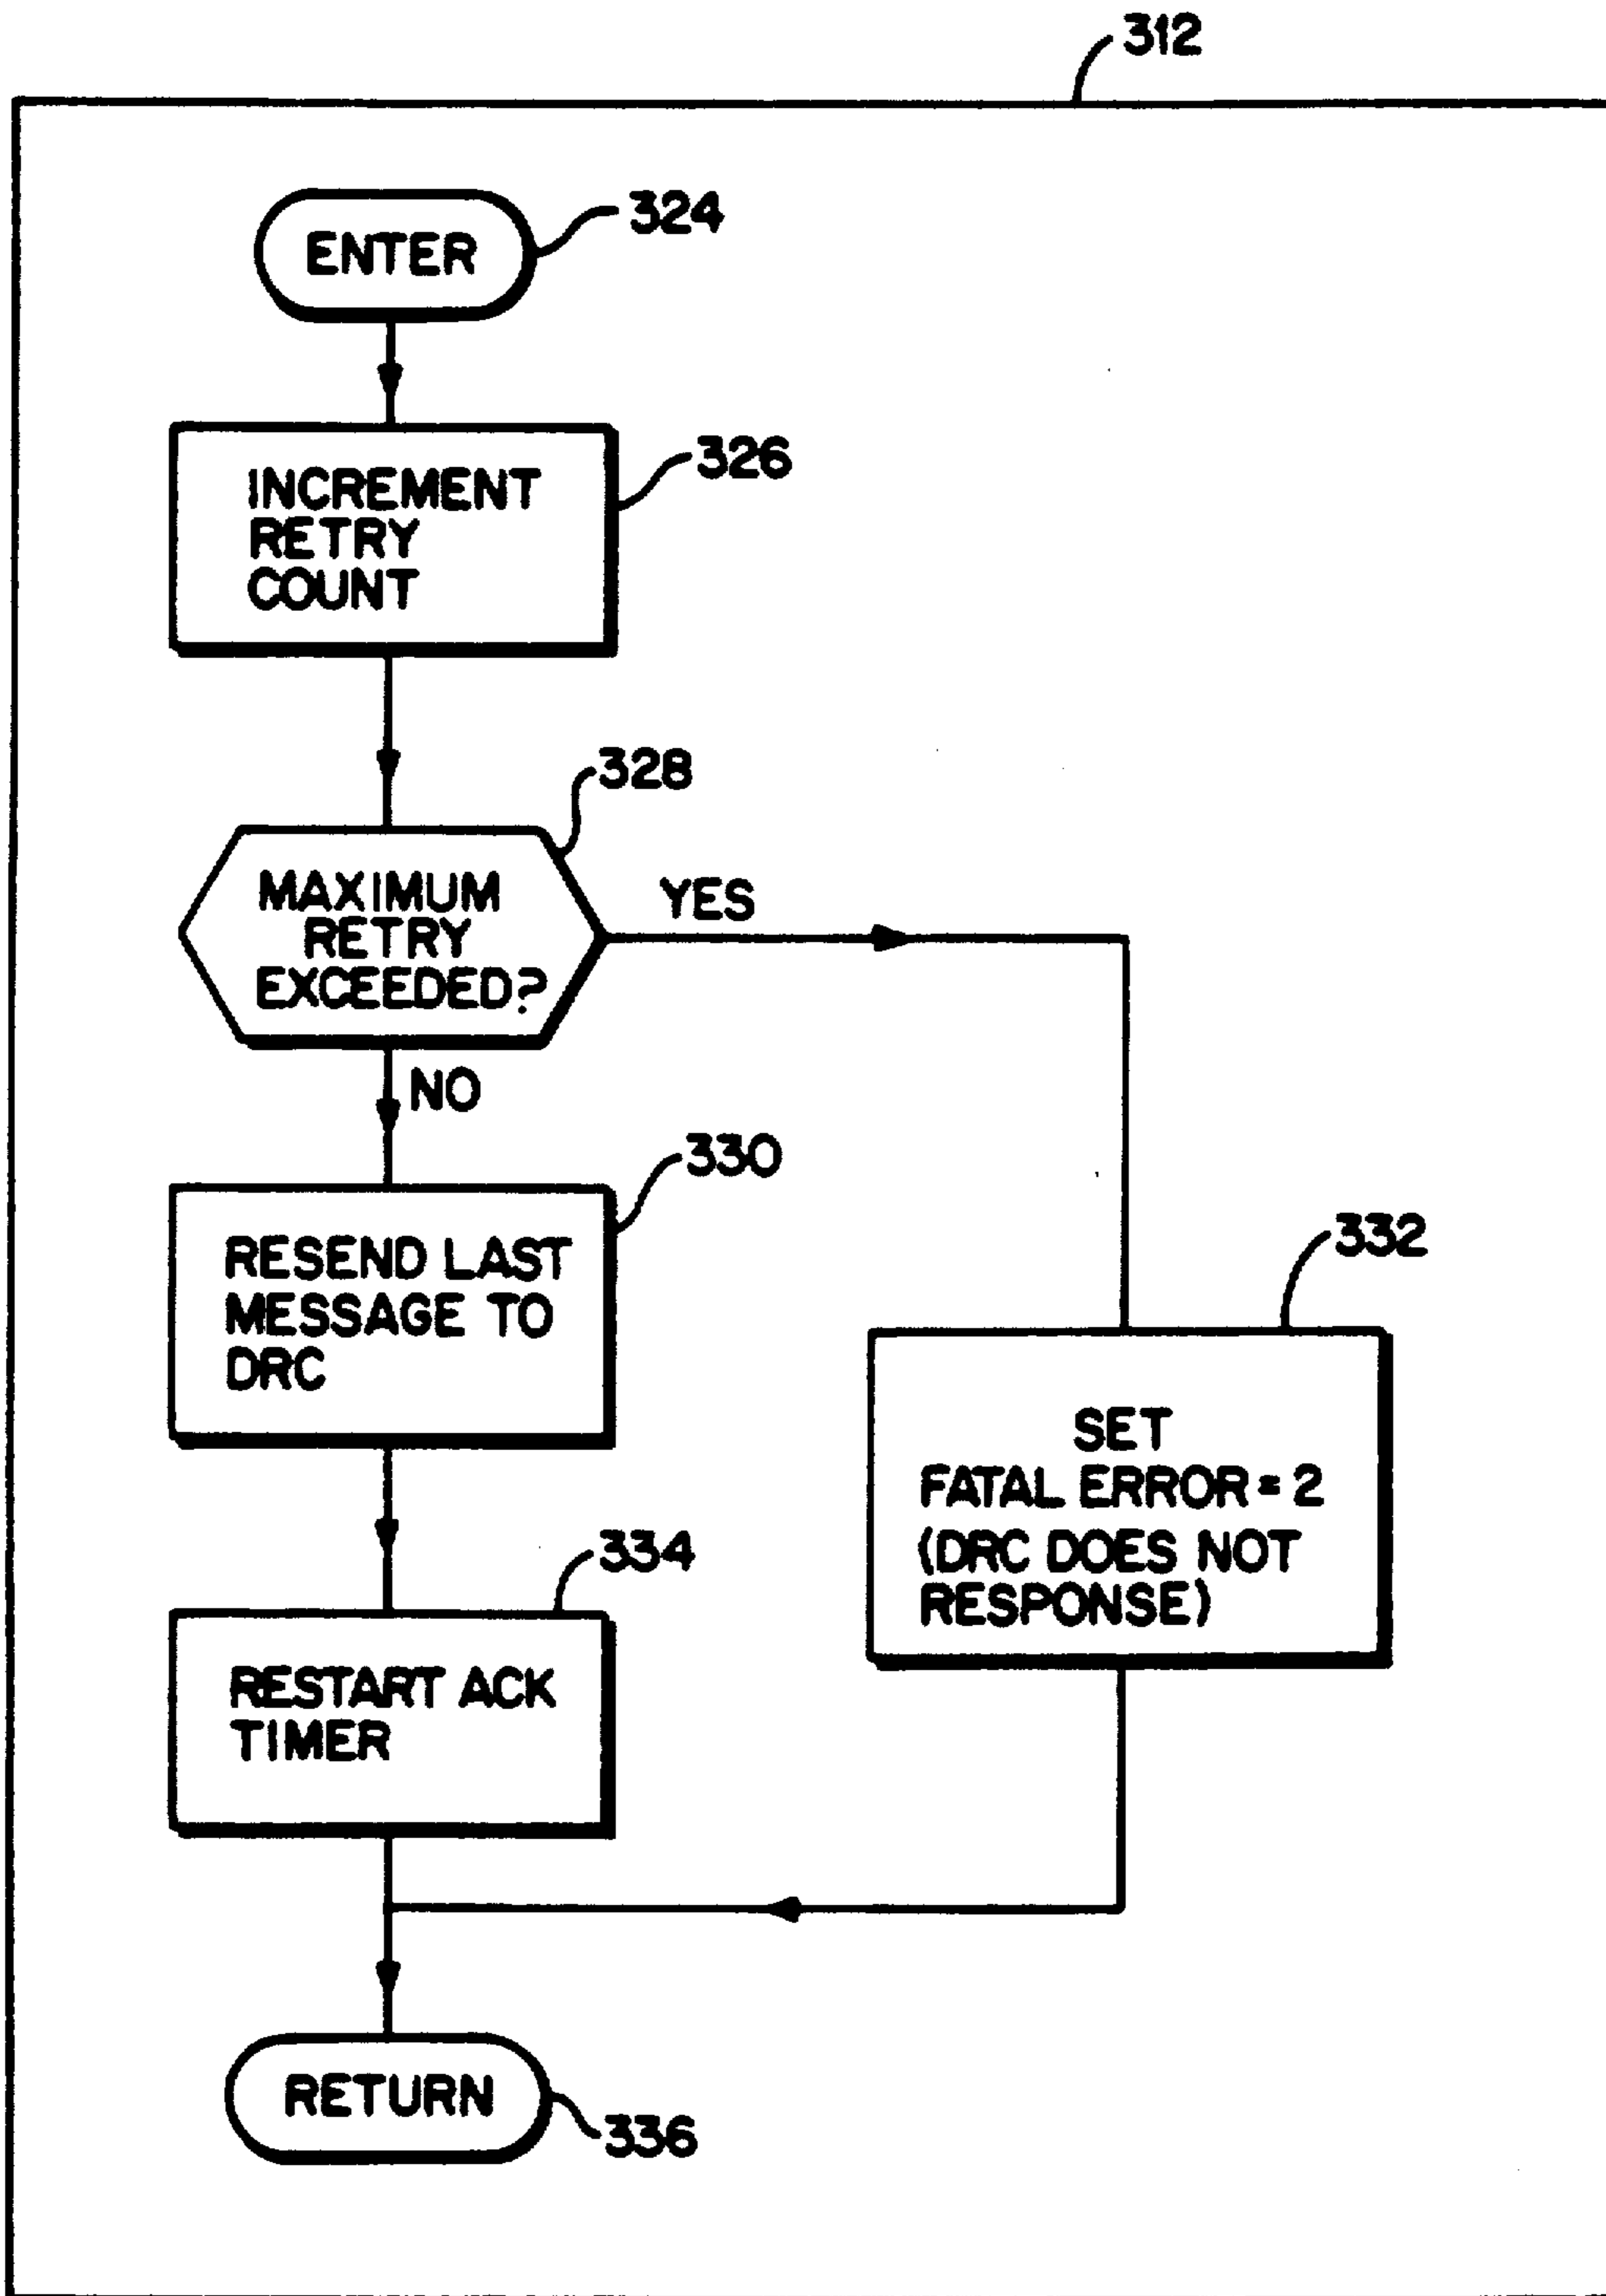 312
324
ENTER
326
INCREMENT
RETRY
COUNT
328
MAXIMUM
RETRY
EXCEEDED?
YES
NO
330
RESEND LAST
MESSAGE TO
DRC
332
SET
FATAL ERROR = 2
(DRC DOES NOT
RESPONSE)
334
RESTART ACK
TIMER
RETURN
336